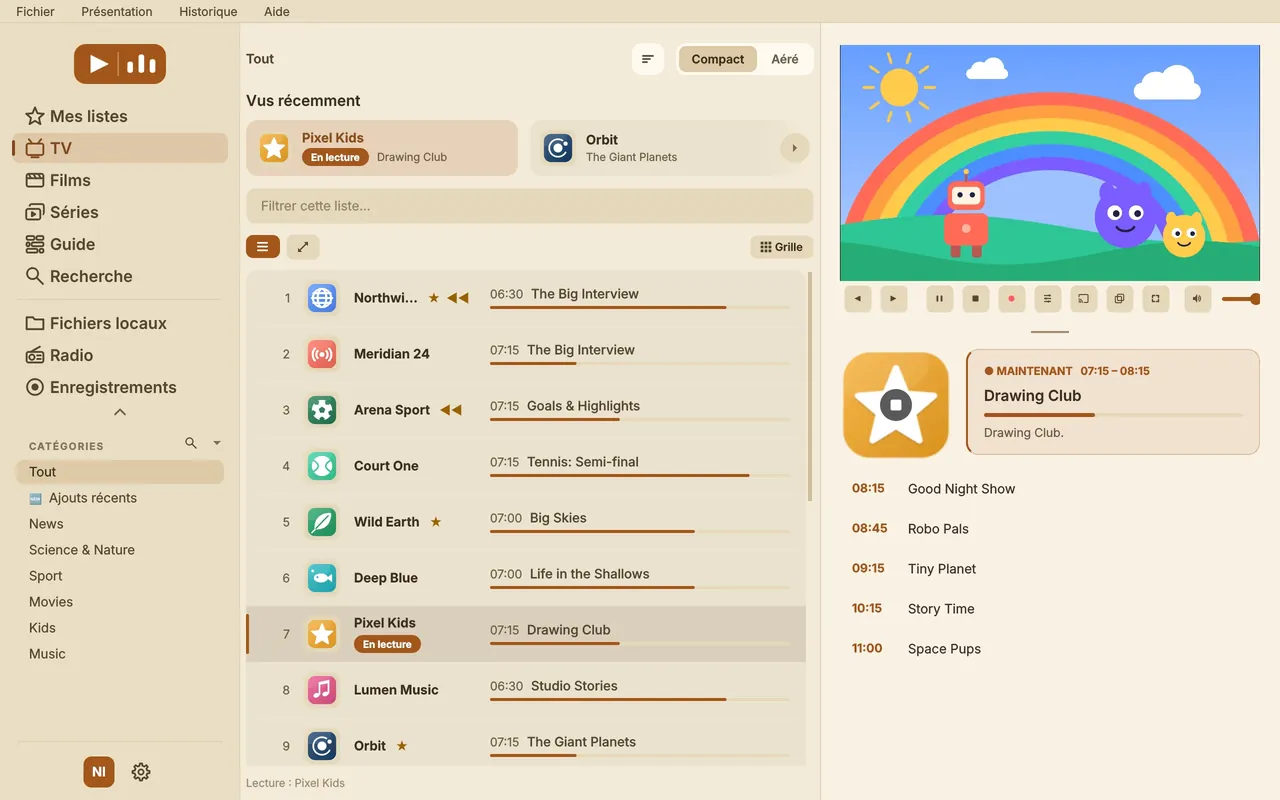 Fichier Présentation Historique Aide
Mes listes
TV
Films
Séries
Guide
Recherche
Fichiers locaux
Radio
Enregistrements
CATÉGORIES
Tout
Ajouts récents
News
Science & Nature
Sport
Movies
Kids
Music
NI
Tout
Compact Aéré
Vus récemment
Pixel Kids
En lecture Drawing Club
Orbit
The Giant Planets
Filtrer cette liste...
Grille
1 Northwi... 06:30 The Big Interview
2 Meridian 24 07:15 The Big Interview
3 Arena Sport 07:15 Goals & Highlights
4 Court One 07:15 Tennis: Semi-final
5 Wild Earth 07:00 Big Skies
6 Deep Blue 07:00 Life in the Shallows
7 Pixel Kids 07:15 Drawing Club
En lecture
8 Lumen Music 06:30 Studio Stories
9 Orbit 07:15 The Giant Planets
Lecture : Pixel Kids
MAINTENANT 07:15 – 08:15
Drawing Club
Drawing Club.
08:15 Good Night Show
08:45 Robo Pals
09:15 Tiny Planet
10:15 Story Time
11:00 Space Pups